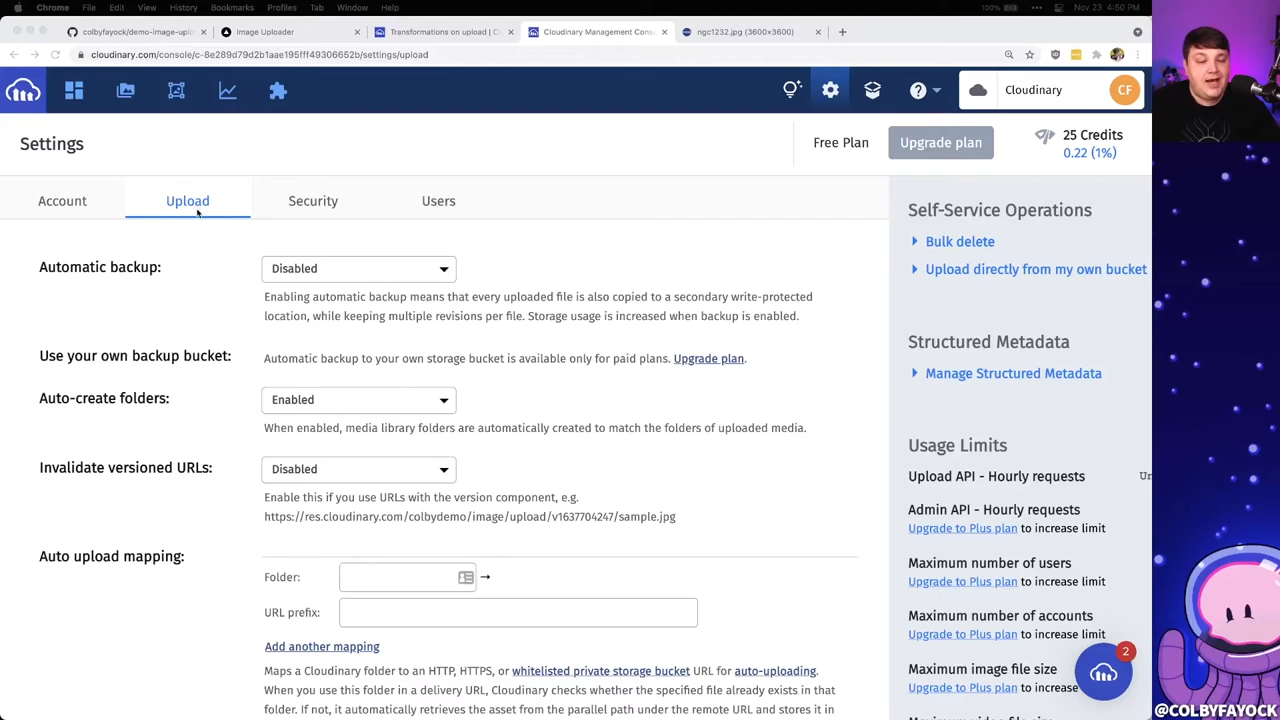 Chrome File Edit View History Bookmarks Profiles Tab Window Help 100% Nov 23 4:50 PM
colbyfayock/demo-image-uplo Image Uploader Transformations on upload | C Cloudinary Management Cons ngc1232.jpg (3600×3600)
cloudinary.com/console/c-8e289d79d2b1aae195faff49306652b/settings/upload
Cloudinary CF
Settings Free Plan Upgrade plan 25 Credits
0.22 (1%)
Account Upload Security Users
Automatic backup: Disabled
Enabling automatic backup means that every uploaded file is also copied to a secondary write-protected
location, while keeping multiple revisions per file. Storage usage is increased when backup is enabled.
Use your own backup bucket: Automatic backup to your own storage bucket is available only for paid plans. Upgrade plan.
Auto-create folders: Enabled
When enabled, media library folders are automatically created to match the folders of uploaded media.
Invalidate versioned URLs: Disabled
Enable this if you use URLs with the version component, e.g.
https://res.cloudinary.com/colbydemo/image/upload/v1637704247/sample.jpg
Auto upload mapping:
Folder:
URL prefix:
Add another mapping
Maps a Cloudinary folder to an HTTP, HTTPS, or whitelisted private storage bucket URL for auto-uploading.
When you use this folder in a delivery URL, Cloudinary checks whether the specified file already exists in that
folder. If not, it automatically retrieves the asset from the parallel path under the remote URL and stores it in
Self-Service Operations
Bulk delete
Upload directly from my own bucket
Structured Metadata
Manage Structured Metadata
Usage Limits
Upload API - Hourly requests Ur
Admin API - Hourly requests
Upgrade to Plus plan to increase limit
Maximum number of users
Upgrade to Plus plan to increase limit
Maximum number of accounts
Upgrade to Plus plan to increase limit
Maximum image file size
Upgrade to Plus plan to increase
2
@COLBYFAYOCK